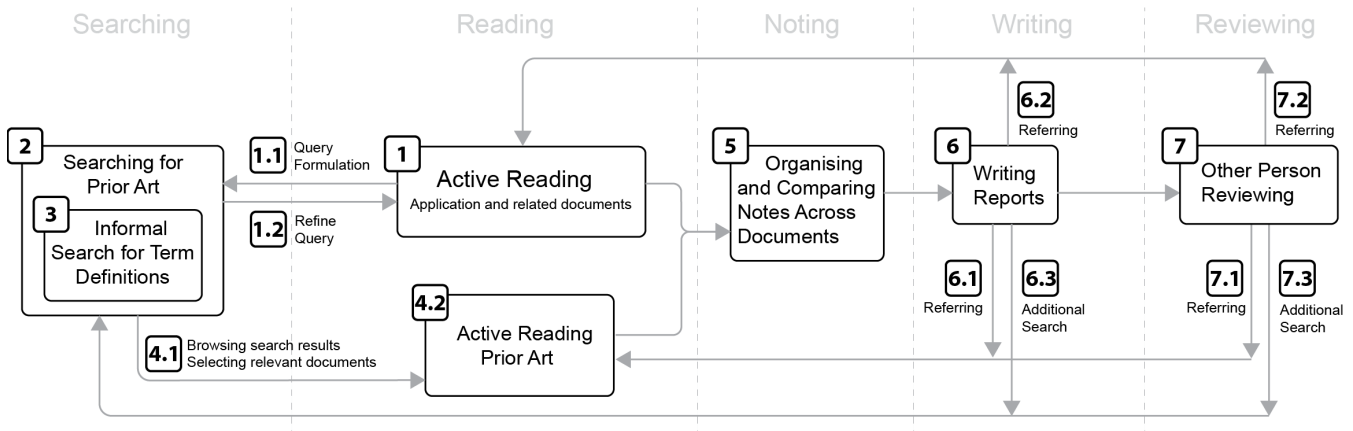 Searching
Reading
Noting
Writing
Reviewing
2
Searching for
Prior Art
3
Informal
Search for Term
Definitions
1.1
Query
Formulation
1.2
Refine
Query
1
Active Reading
Application and related documents
4.1
Browsing search results
Selecting relevant documents
4.2
Active Reading
Prior Art
5
Organising
and Comparing
Notes Across
Documents
6
Writing
Reports
6.2
Referring
6.1
Referring
6.3
Additional
Search
7
Other Person
Reviewing
7.2
Referring
7.1
Referring
7.3
Additional
Search